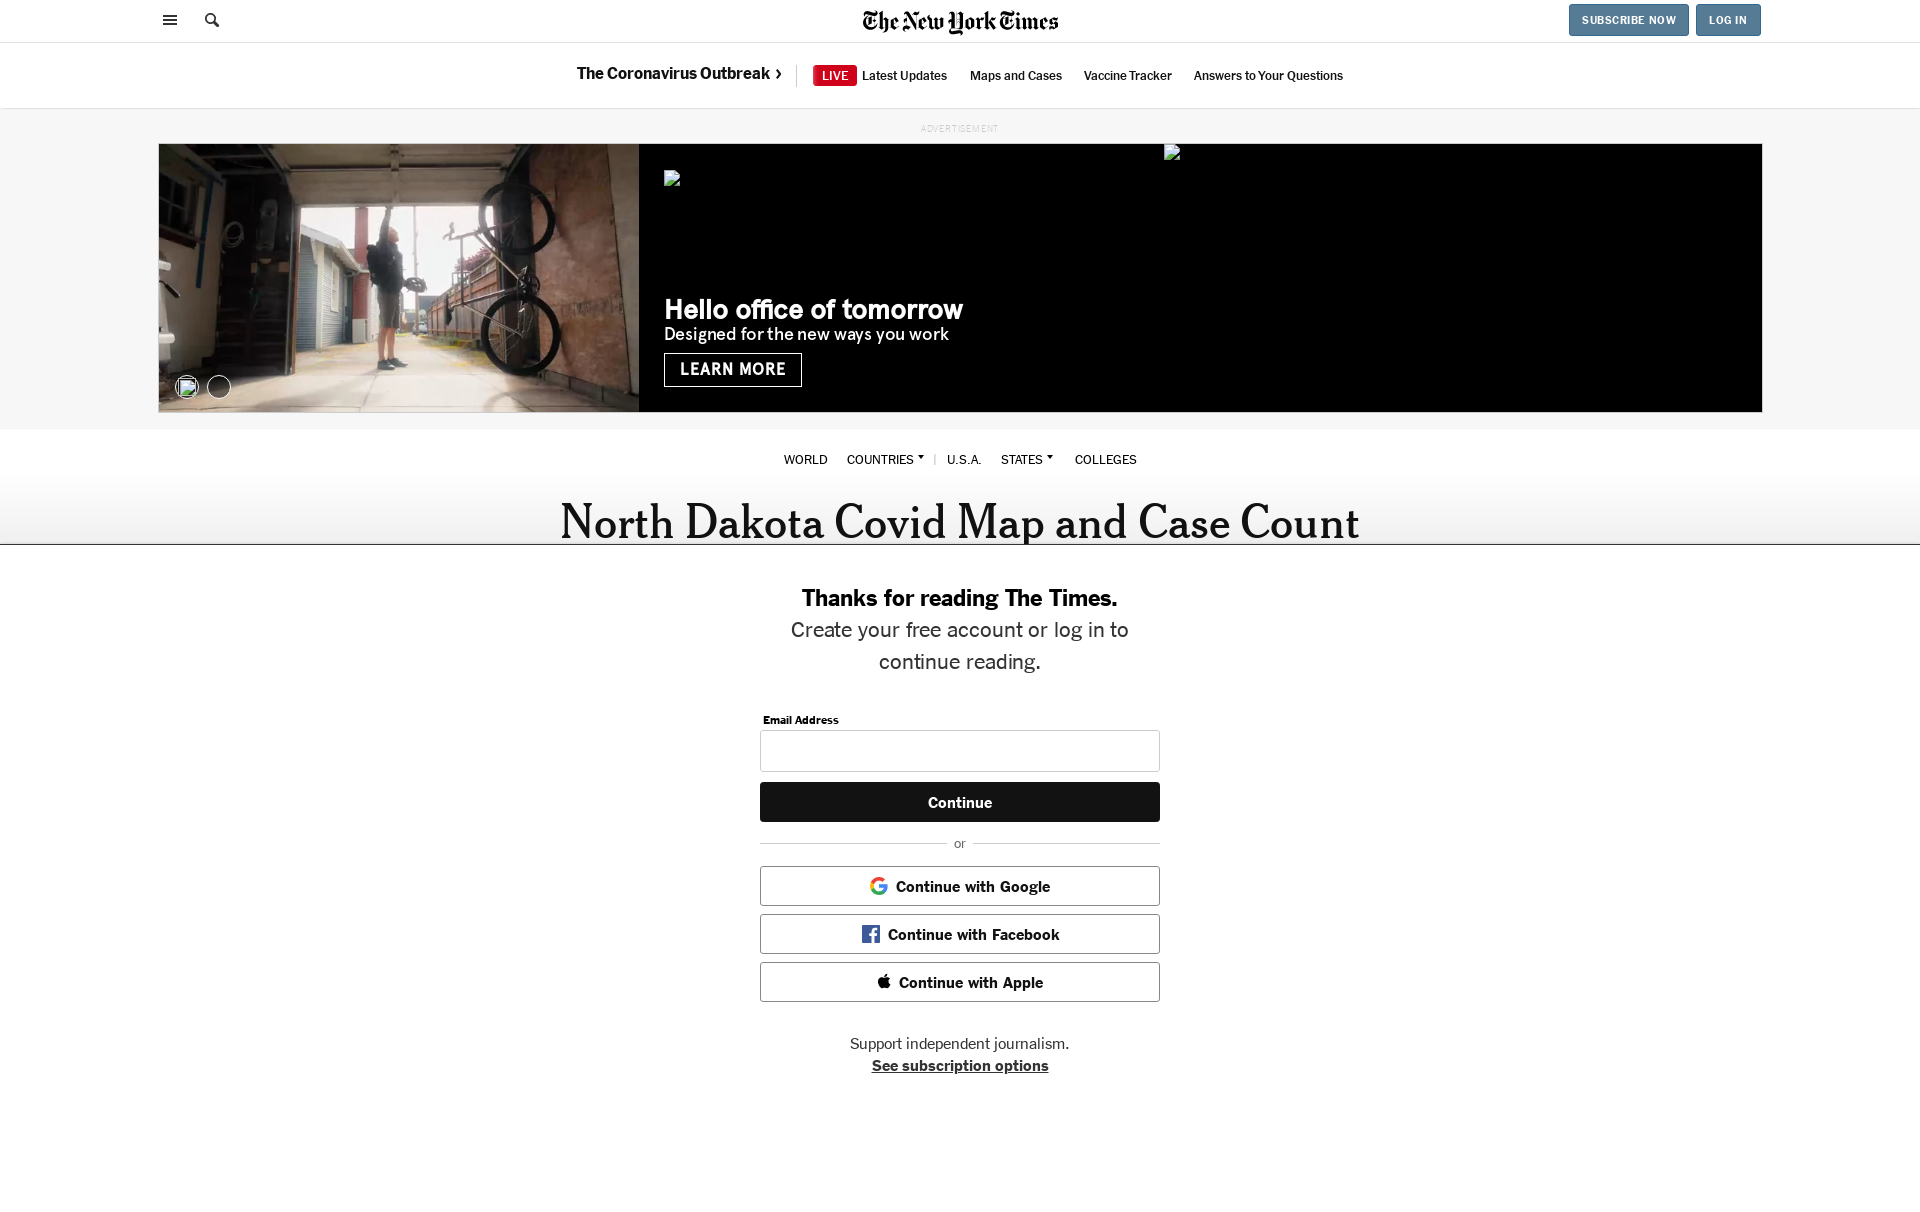 The New York Times
SUBSCRIBE NOW
LOG IN
The Coronavirus Outbreak
LIVE Latest Updates
Maps and Cases
Vaccine Tracker
Answers to Your Questions
ADVERTISEMENT
Hello office of tomorrow
Designed for the new ways you work
LEARN MORE
WORLD
COUNTRIES
U.S.A.
STATES
COLLEGES
North Dakota Covid Map and Case Count
Thanks for reading The Times.
Create your free account or log in to
continue reading.
Email Address
Continue
or
Continue with Google
Continue with Facebook
Continue with Apple
Support independent journalism.
See subscription options